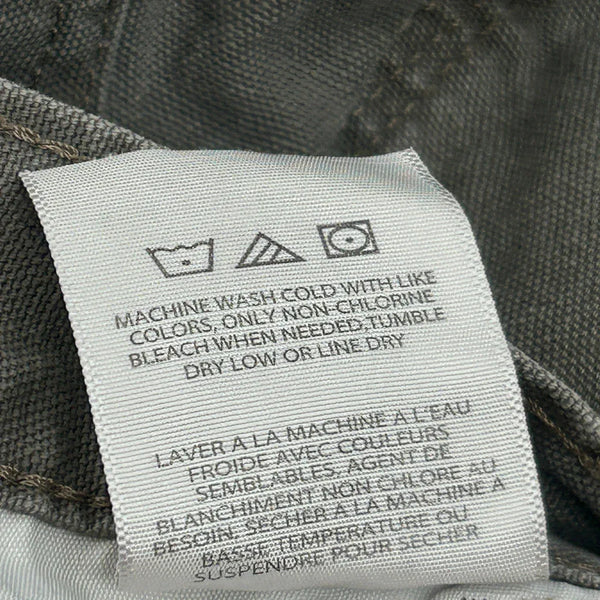 MACHINE WASH COLD WITH LIKE
COLORS, ONLY NON-CHLORINE
BLEACH WHEN NEEDED,TUMBLE
DRY LOW OR LINE DRY
LAVER A LA MACHINE A L'EAU
FROIDE AVEC COULEURS
SEMBLABLES, AGENT DE
BLANCHIMENT NON CHLORE AU
BESOIN, SECHER A LA MACHINE A
BASSE TEMPERATURE OU
SUSPENDRE POUR SECHER